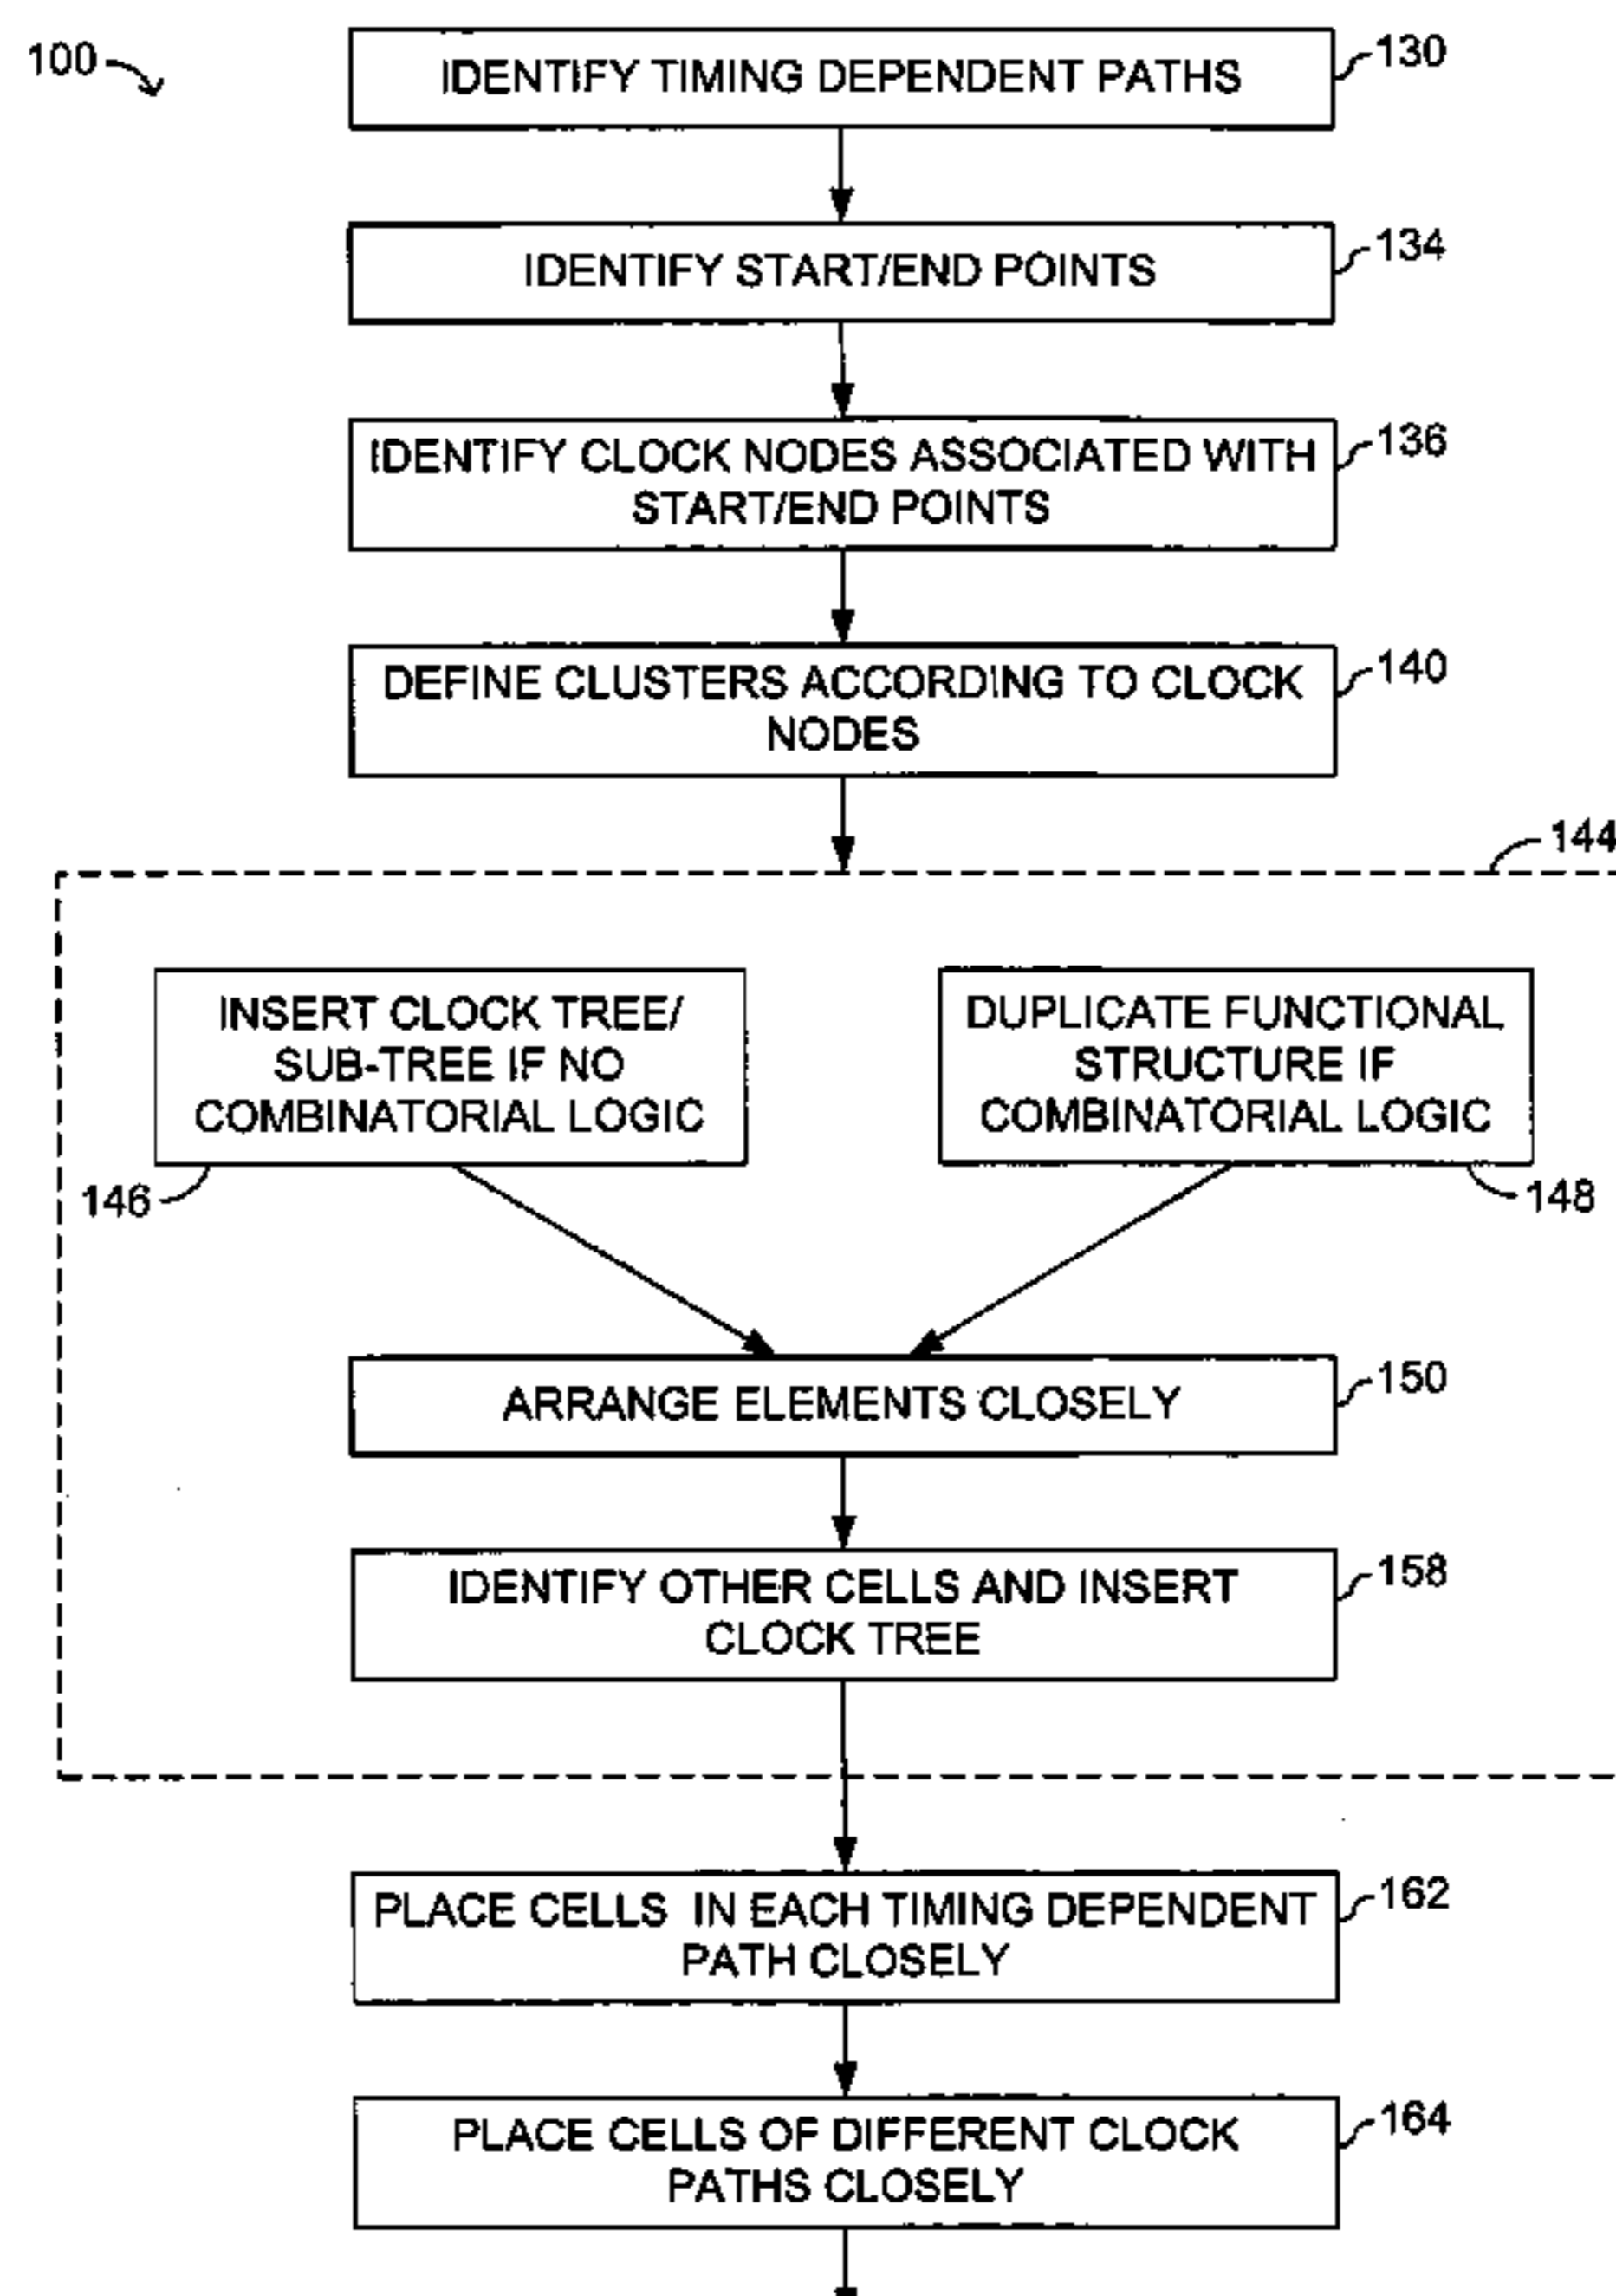 100
IDENTIFY TIMING DEPENDENT PATHS
130
IDENTIFY START/END POINTS
134
IDENTIFY CLOCK NODES ASSOCIATED WITH
START/END POINTS
136
DEFINE CLUSTERS ACCORDING TO CLOCK
NODES
140
144
INSERT CLOCK TREE/
SUB-TREE IF NO
COMBINATORIAL LOGIC
146
DUPLICATE FUNCTIONAL
STRUCTURE IF
COMBINATORIAL LOGIC
148
ARRANGE ELEMENTS CLOSELY
150
IDENTIFY OTHER CELLS AND INSERT
CLOCK TREE
158
PLACE CELLS IN EACH TIMING DEPENDENT
PATH CLOSELY
162
PLACE CELLS OF DIFFERENT CLOCK
PATHS CLOSELY
164